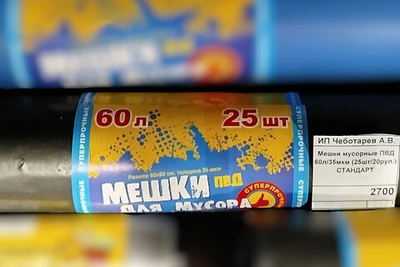 60 л.
25 шт
СУПЕРПРОЧНЫЕ
Размер 60x80 см, толщина 35 мкм
МЕШКИ ПВД
ДЛЯ МУСОРА
СУПЕРПРОЧНЫЕ
ИП Чеботарев А.В.
Мешки мусорные ПВД
60л/35мкм (25шт/20рул.)
СТАНДАРТ
2700